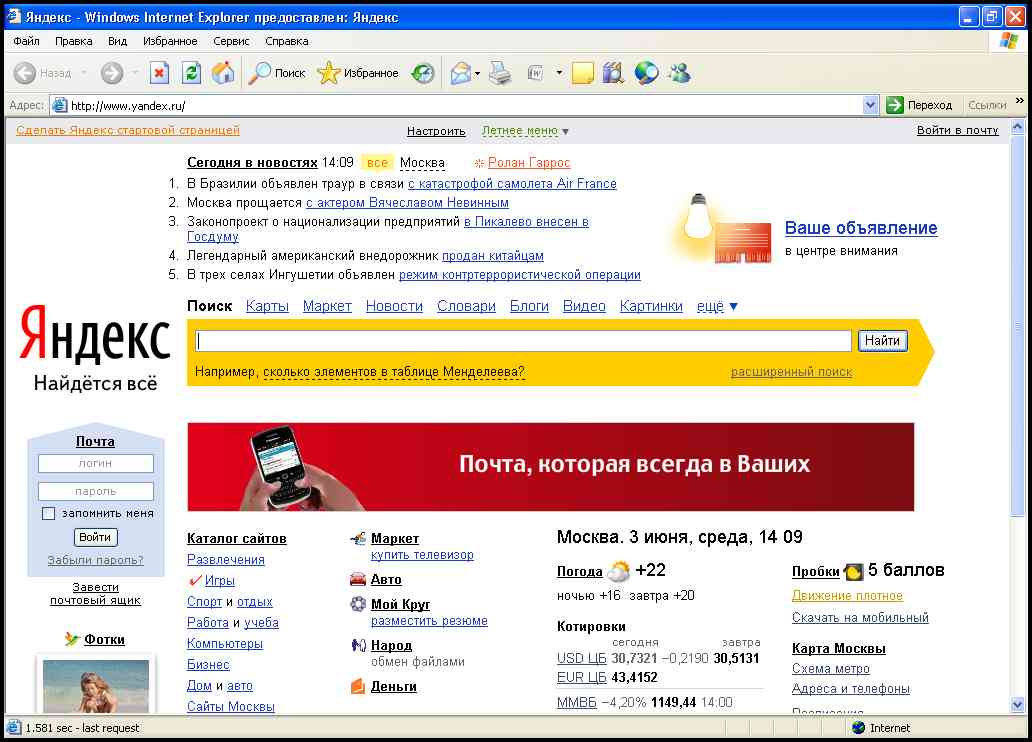 Яндекс - Windows Internet Explorer предоставлен: Яндекс
Файл Правка Вид Избранное Сервис Справка
Назад Поиск Избранное
Адрес: http://www.yandex.ru/ Переход Ссылки »
Сделать Яндекс стартовой страницей Настроить Летнее меню ▼ Войти в почту
Сегодня в новостях 14:09 все Москва Ролан Гаррос
1. В Бразилии объявлен траур в связи с катастрофой самолета Air France
2. Москва прощается с актером Вячеславом Невинным
3. Законопроект о национализации предприятий в Пикалево внесен в
Госдуму
4. Легендарный американский внедорожник продан китайцам
5. В трех селах Ингушетии объявлен режим контртеррористической операции
Ваше объявление
в центре внимания
Поиск Карты Маркет Новости Словари Блоги Видео Картинки ещё ▼
Яндекс
Найдётся всё
Найти
Например, сколько элементов в таблице Менделеева? расширенный поиск
Почта
логин
пароль
запомнить меня
Войти
Забыли пароль?
Завести
почтовый ящик
Фотки
Почта, которая всегда в Ваших
Каталог сайтов
Развлечения
Игры
Спорт и отдых
Работа и учеба
Компьютеры
Бизнес
Дом и авто
Сайты Москвы
Маркет
купить телевизор
Авто
Мой Круг
разместить резюме
Народ
обмен файлами
Деньги
Москва. 3 июня, среда, 14 09
Погода +22
ночью +16 завтра +20
Котировки
сегодня завтра
USD ЦБ 30,7321 −0,2190 30,5131
EUR ЦБ 43,4152
ММВБ −4,20% 1149,44 14:00
Пробки 5 баллов
Движение плотное
Скачать на мобильный
Карта Москвы
Схема метро
Адреса и телефоны
1.581 sec - last request Internet